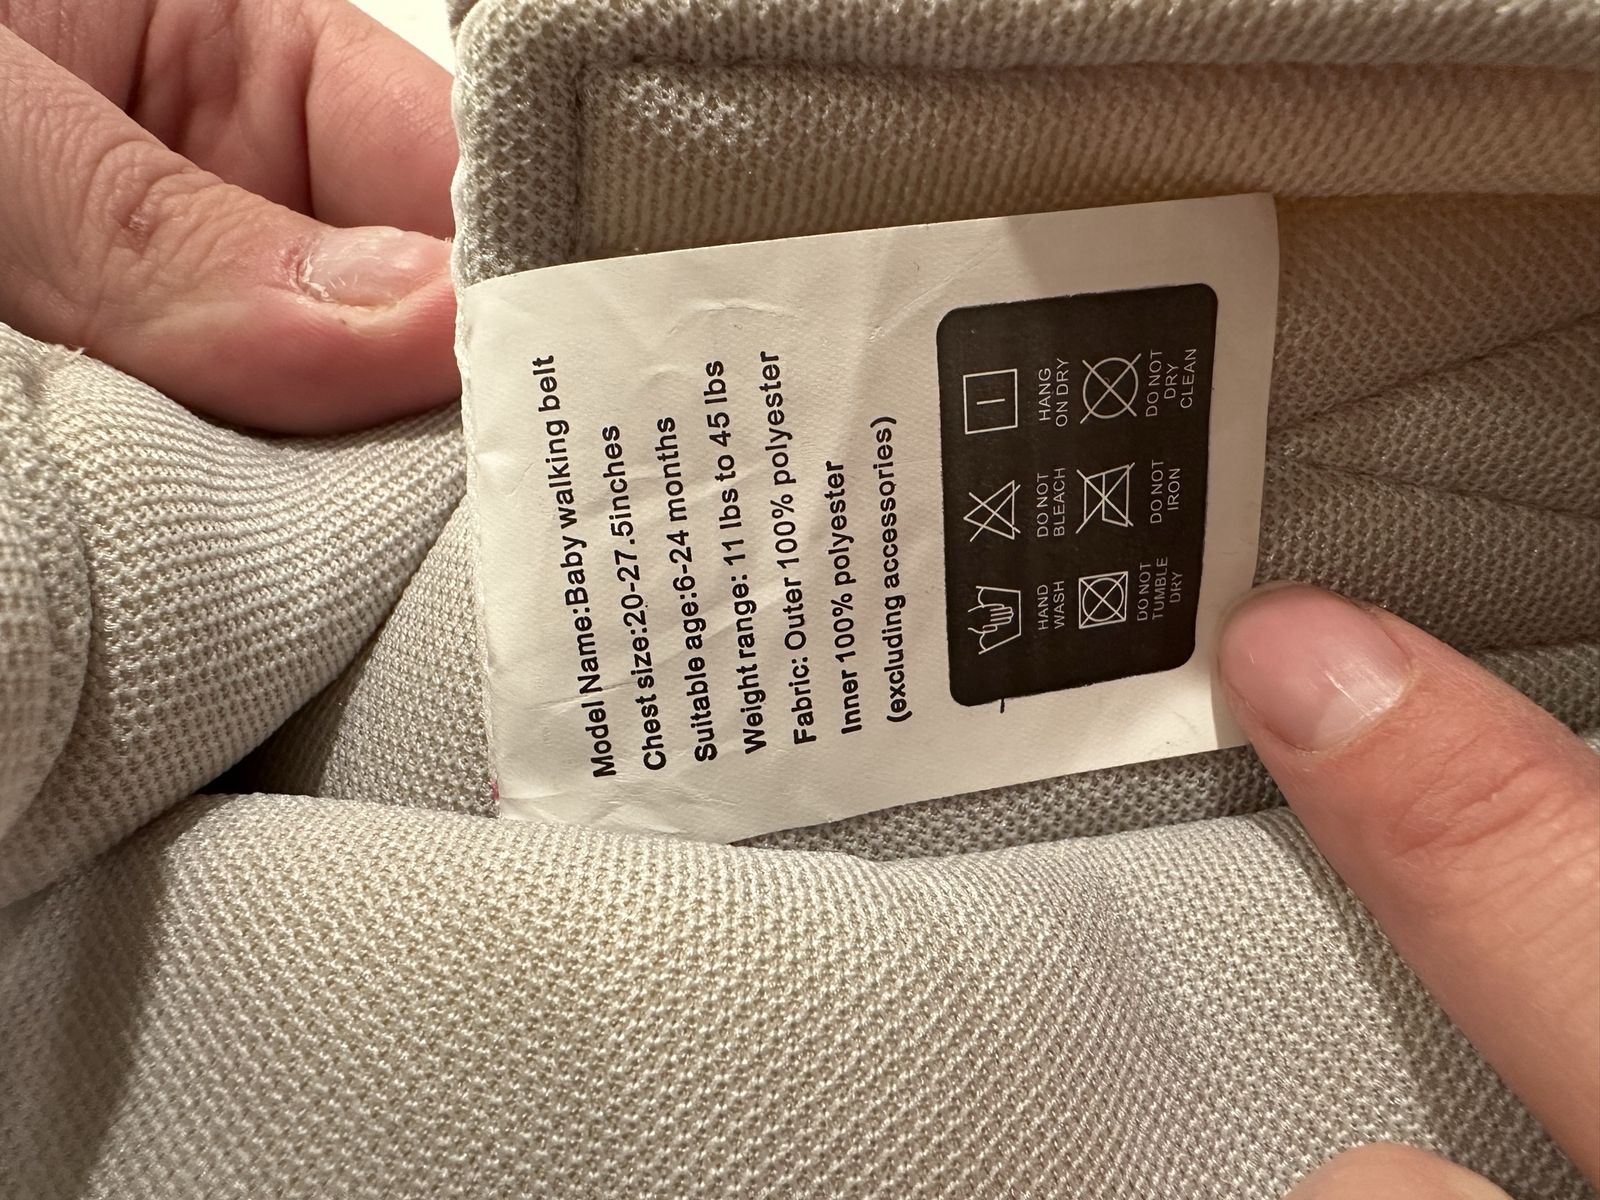 Model Name:Baby walking belt
Chest size:20-27.5inches
Suitable age:6-24 months
Weight range: 11 lbs to 45 lbs
Fabric: Outer 100% polyester
Inner 100% polyester
(excluding accessories)
HAND
WASH
DO NOT
BLEACH
HANG
ON DRY
DO NOT
TUMBLE
DRY
DO NOT
IRON
DO NOT
DRY
CLEAN